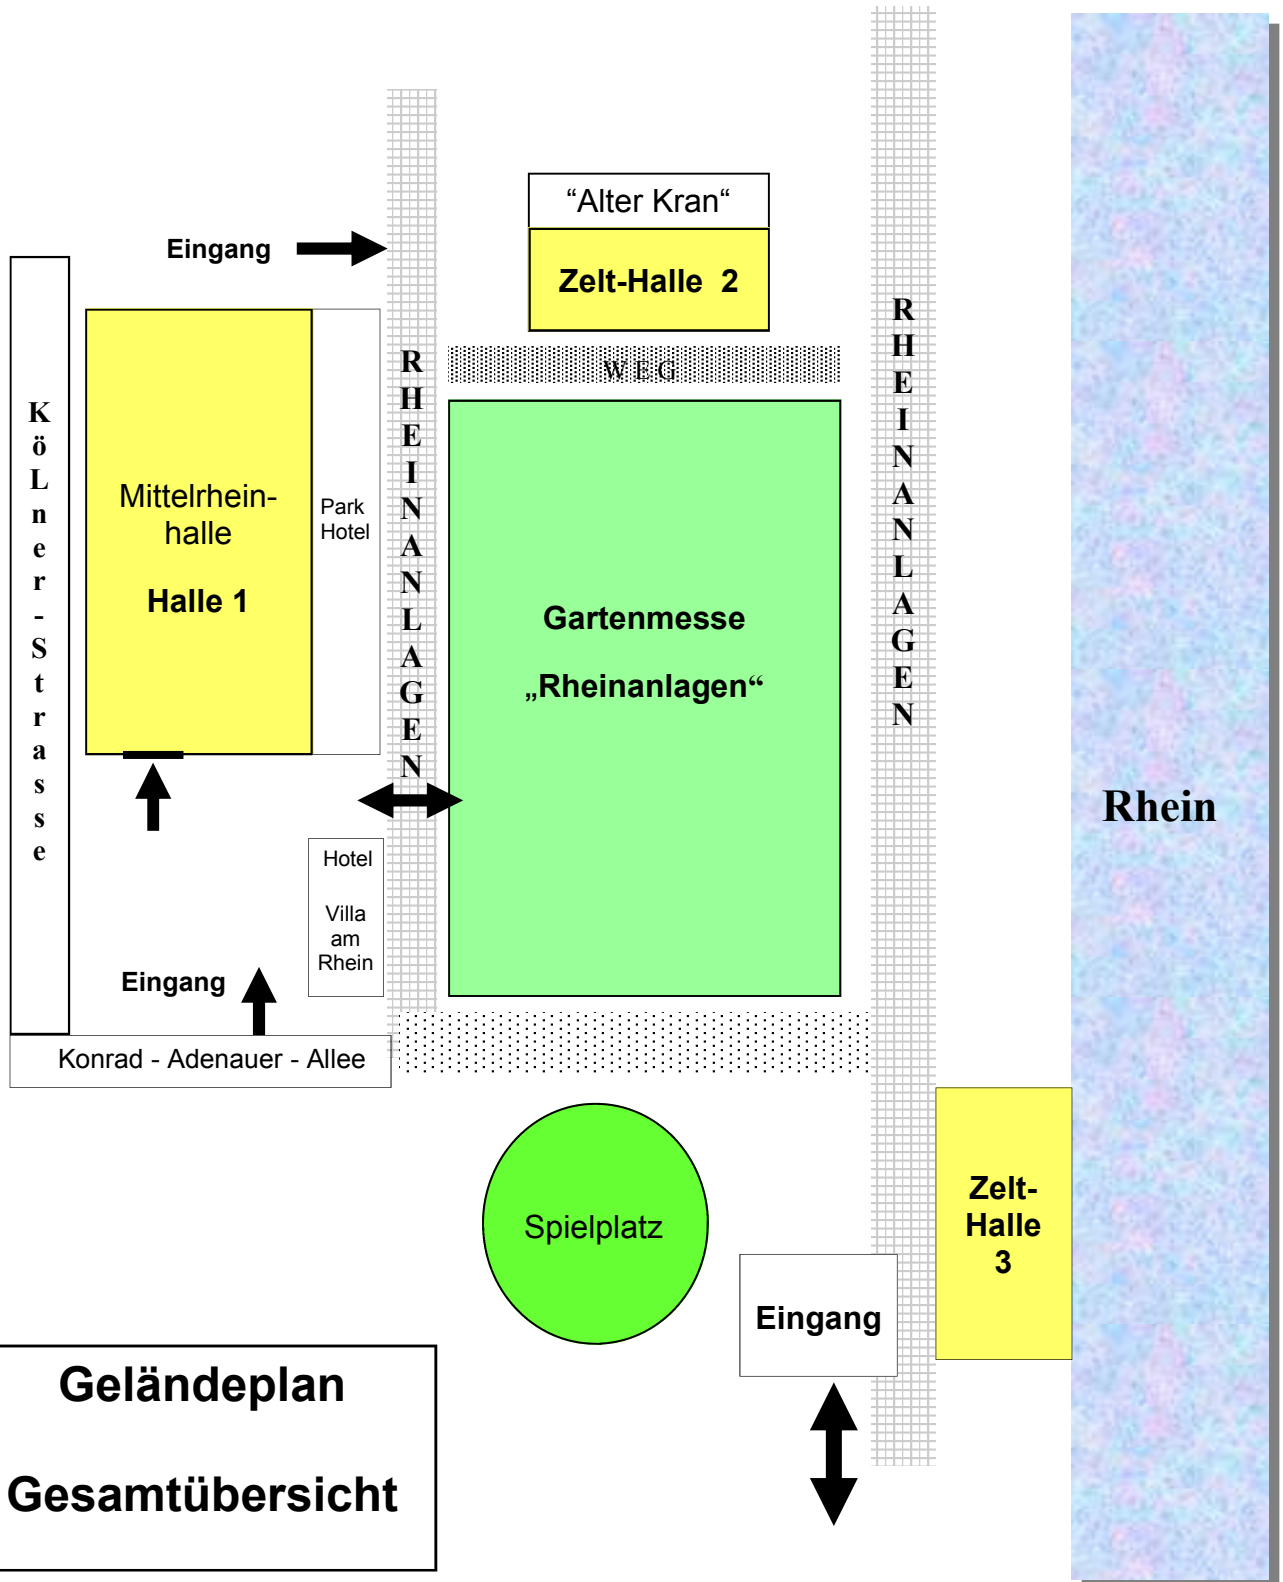 “Alter Kran“
Eingang
Zelt-Halle 2
WEG
RHEINANLAGEN
RHEINANLAGEN
KöLner-Strasse
Mittelrhein-
halle
Halle 1
Park
Hotel
Gartenmesse
„Rheinanlagen“
Rhein
Hotel
Villa
am
Rhein
Eingang
Konrad - Adenauer - Allee
Zelt-
Halle
3
Spielplatz
Eingang
Geländeplan
Gesamtübersicht